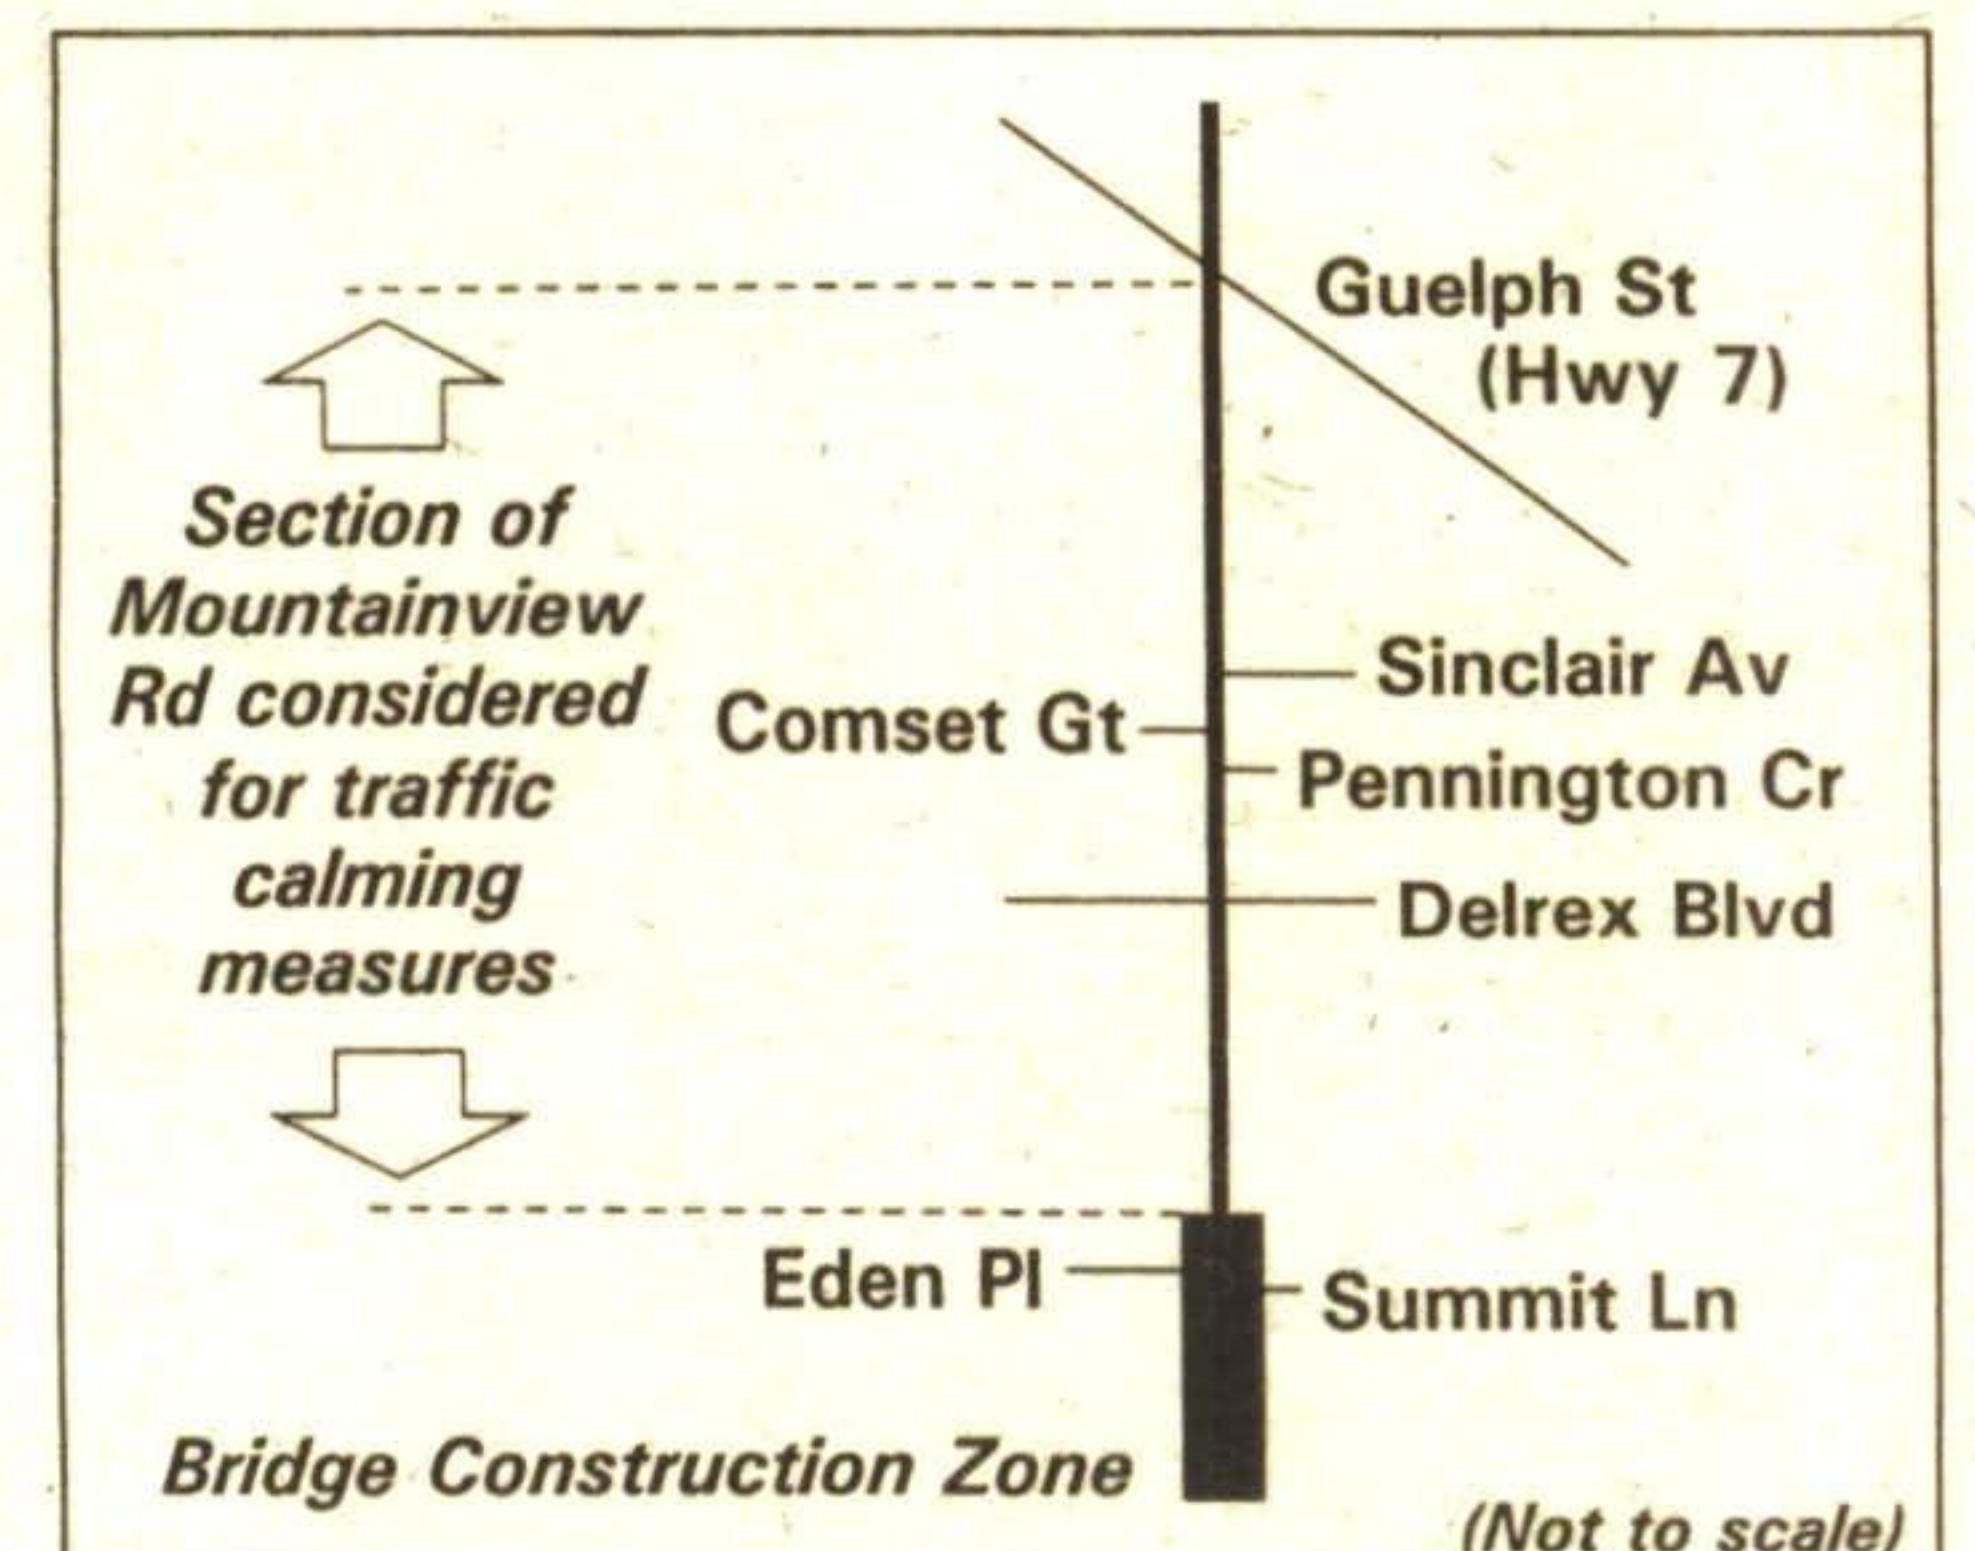 Guelph St
(Hwy 7)
Section of
Mountainview
Rd considered
for traffic
calming
measures
Sinclair Av
Comset Gt
Pennington Cr
Delrex Blvd
Eden Pl
Summit Ln
Bridge Construction Zone
(Not to scale)